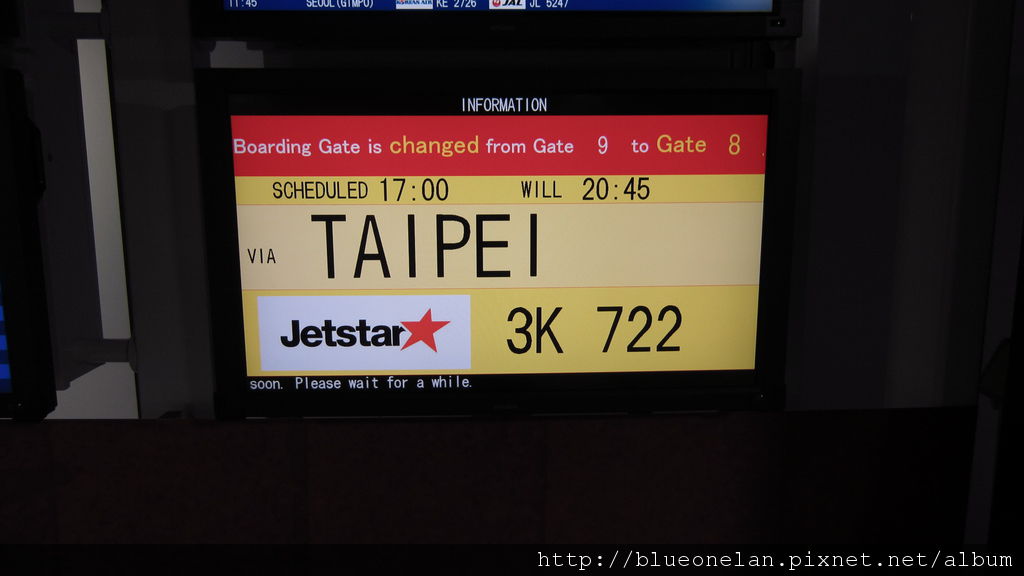 11:45 SEOUL(GIMPO) KOREAN AIR KE 2726 JAL JL 5247
INFORMATION
Boarding Gate is changed from Gate 9 to Gate 8
SCHEDULED 17:00 WILL 20:45
VIA TAIPEI
Jetstar 3K 722
soon. Please wait for a while.
http://blueonelan.pixnet.net/album